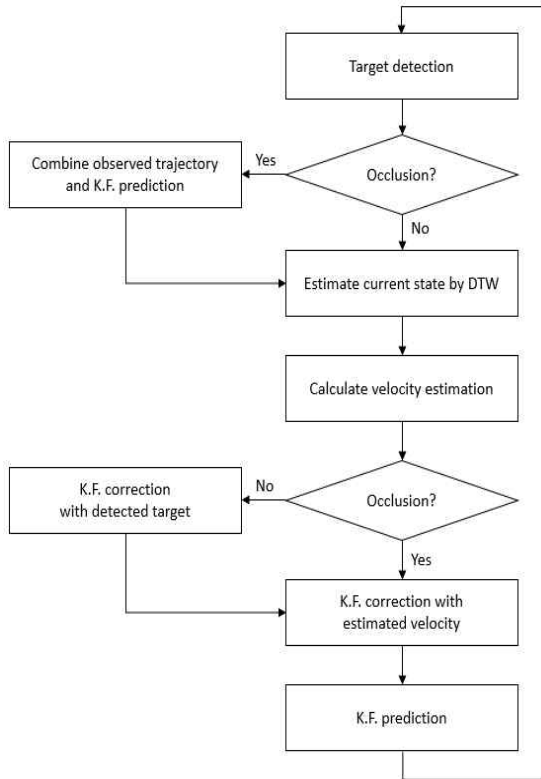 Target detection
Combine observed trajectory
and K.F. prediction
Yes
Occlusion?
No
Estimate current state by DTW
Calculate velocity estimation
K.F. correction
with detected target
No
Occlusion?
Yes
K.F. correction with
estimated velocity
K.F. prediction